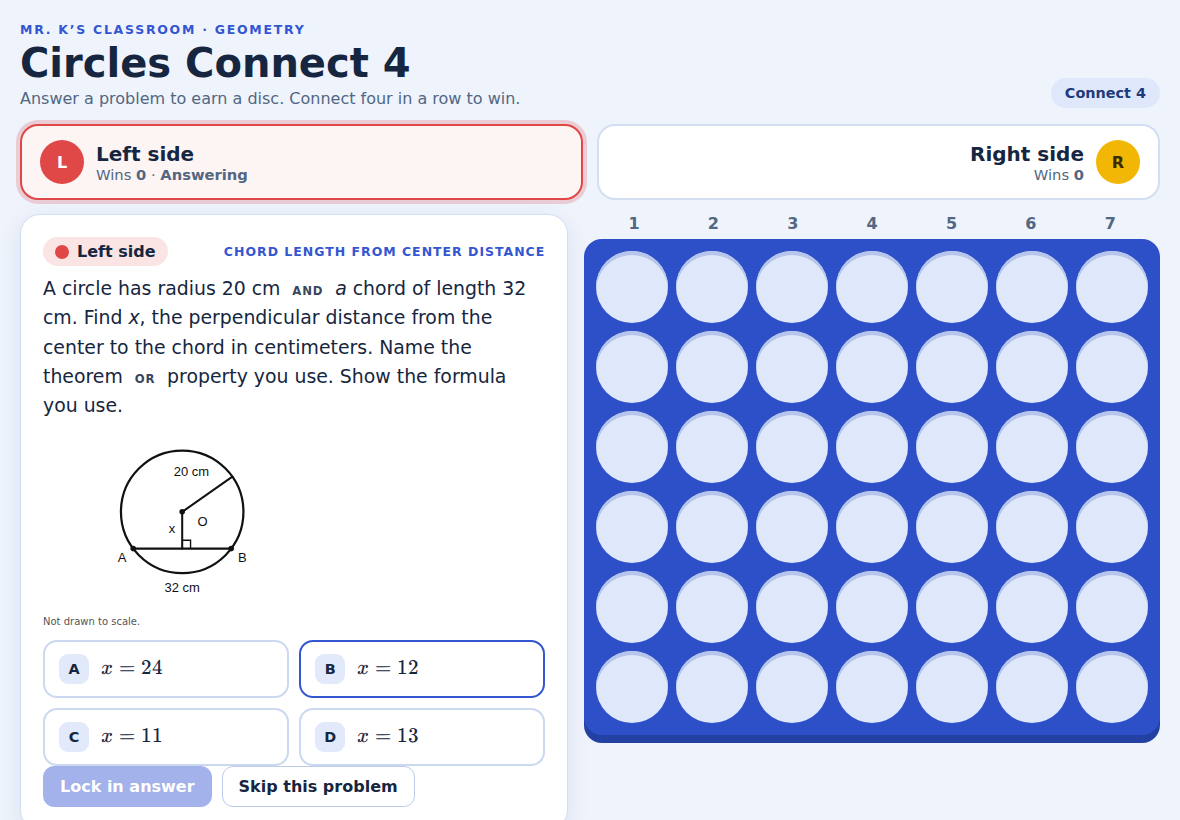 MR. K’S CLASSROOM · GEOMETRY
Circles Connect 4
Answer a problem to earn a disc. Connect four in a row to win.
Connect 4
L
Left side
Wins 0 · Answering
Right side
Wins 0
R
Left side
CHORD LENGTH FROM CENTER DISTANCE
A circle has radius 20 cm AND a chord of length 32
cm. Find x, the perpendicular distance from the
center to the chord in centimeters. Name the
theorem OR property you use. Show the formula
you use.
20 cm
O
x
A
B
32 cm
Not drawn to scale.
A x = 24
B x = 12
C x = 11
D x = 13
Lock in answer
Skip this problem
1 2 3 4 5 6 7